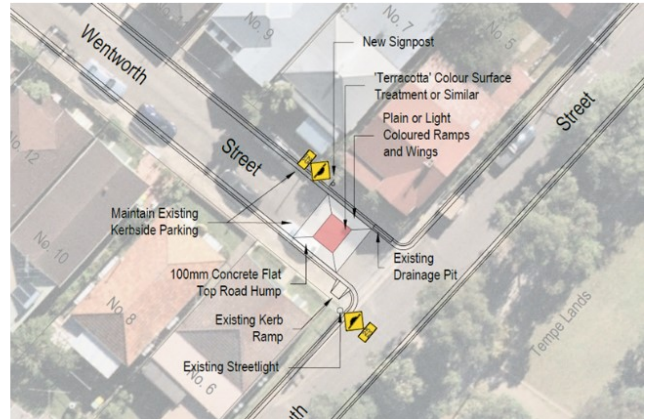 No. 9
No. 7
No. 5
Wentworth
Street
Street
New Signpost
'Terracotta' Colour Surface
Treatment or Similar
Plain or Light
Coloured Ramps
and Wings
No. 12
No. 10
No. 8
No. 6
Maintain Existing
Kerbside Parking
100mm Concrete Flat
Top Road Hump
Existing Kerb
Ramp
Existing Streetlight
Existing
Drainage Pit
Tempe Lands
uth